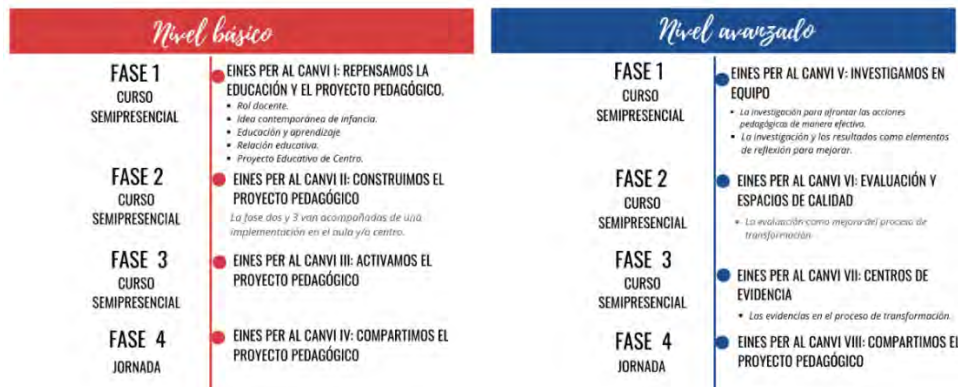 Nivel básico
FASE 1
CURSO
SEMIPRESENCIAL
EINES PER AL CANVI I: REPENSAMOS LA
EDUCACIÓN Y EL PROYECTO PEDAGÓGICO.
▪ Rol docente.
▪ Idea contemporánea de infancia.
▪ Educación y aprendizaje
▪ Relación educativa.
▪ Proyecto Educativo de Centro.
FASE 2
CURSO
SEMIPRESENCIAL
EINES PER AL CANVI II: CONSTRUIMOS EL
PROYECTO PEDAGÓGICO
La fase dos y 3 van acompañadas de una
implementación en el aula y/o centro.
FASE 3
CURSO
SEMIPRESENCIAL
EINES PER AL CANVI III: ACTIVAMOS EL
PROYECTO PEDAGÓGICO
FASE 4
JORNADA
EINES PER AL CANVI IV: COMPARTIMOS EL
PROYECTO PEDAGÓGICO
Nivel avanzado
FASE 1
CURSO
SEMIPRESENCIAL
EINES PER AL CANVI V: INVESTIGAMOS EN
EQUIPO
▪ La investigación para afrontar las acciones
pedagógicas de manera efectiva.
▪ La investigación y los resultados como elementos
de reflexión para mejorar.
FASE 2
CURSO
SEMIPRESENCIAL
EINES PER AL CANVI VI: EVALUACIÓN Y
ESPACIOS DE CALIDAD
▪ La evaluación como mejora del proceso de
transformación
FASE 3
CURSO
SEMIPRESENCIAL
EINES PER AL CANVI VII: CENTROS DE
EVIDENCIA
▪ Las evidencias en el proceso de transformación.
FASE 4
JORNADA
EINES PER AL CANVI VIII: COMPARTIMOS EL
PROYECTO PEDAGÓGICO